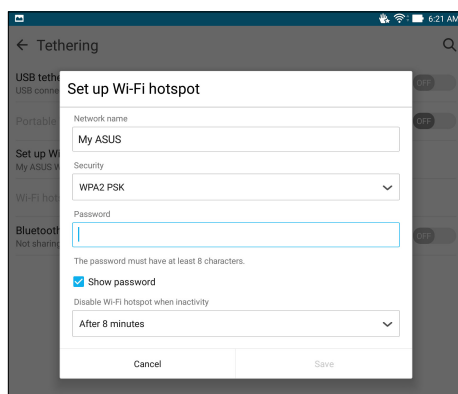 6:21 AM
Tethering
USB tethe
USB conne
OFF
Portable
OFF
Set up Wi
My ASUS W
Wi-Fi hot
Bluetooth
Not sharing
OFF
Set up Wi-Fi hotspot
Network name
My ASUS
Security
WPA2 PSK
Password
The password must have at least 8 characters.
Show password
Disable Wi-Fi hotspot when inactivity
After 8 minutes
Cancel
Save